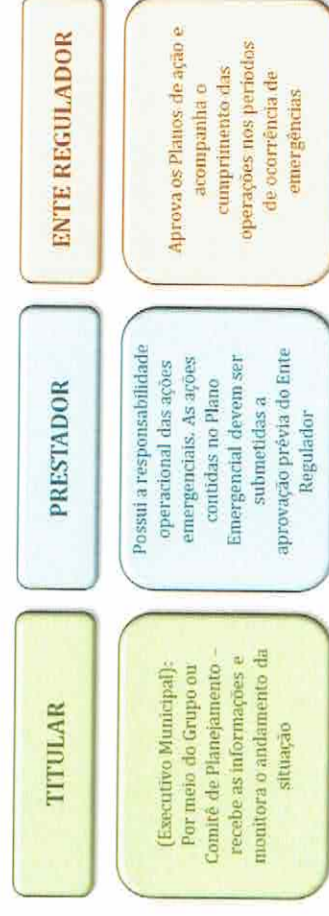 TITULAR
(Executivo Municipal):
Por meio do Grupo ou
Comitê de Planejamento –
recebe as informações e
monitora o andamento da
situação
PRESTADOR
Possui a responsabilidade
operacional das ações
emergenciais. As ações
contidas no Plano
Emergencial devem ser
submetidas a
aprovação prévia do Ente
Regulador
ENTE REGULADOR
Aprova os Planos de ação e
acompanha o
cumprimento das
operações nos períodos
de ocorrência de
emergências